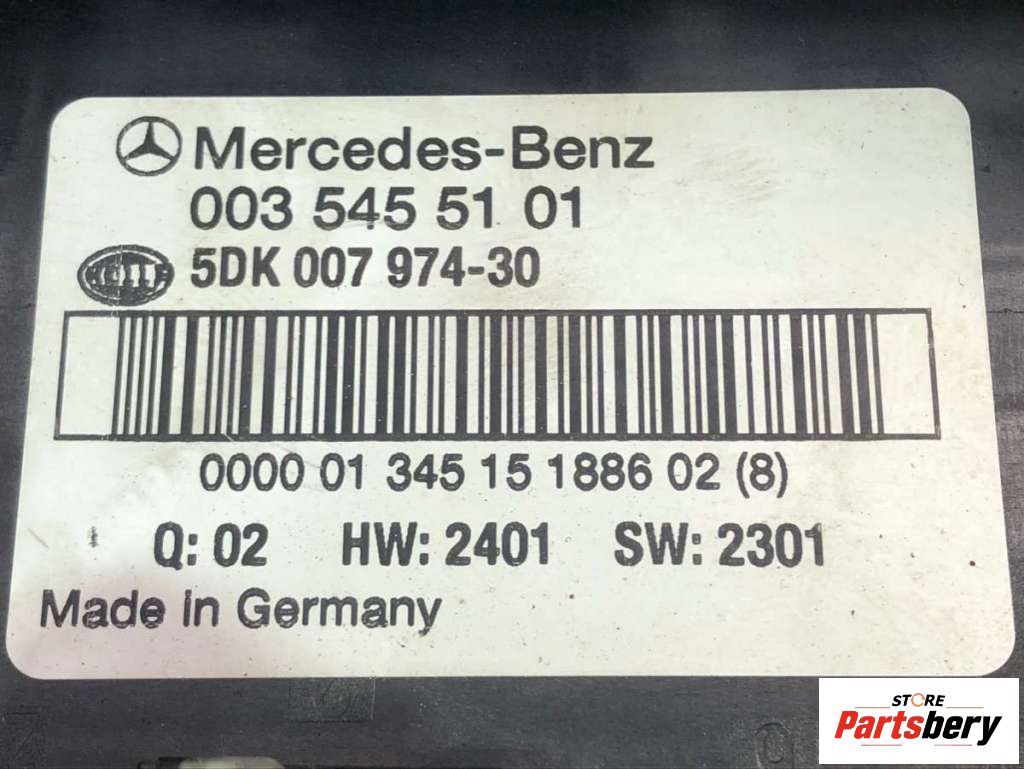 Mercedes-Benz
003 545 51 01
HELLA
5DK 007 974-30
0000 01 345 15 1886 02 (8)
Q: 02 HW: 2401 SW: 2301
Made in Germany
STORE
Partsbery